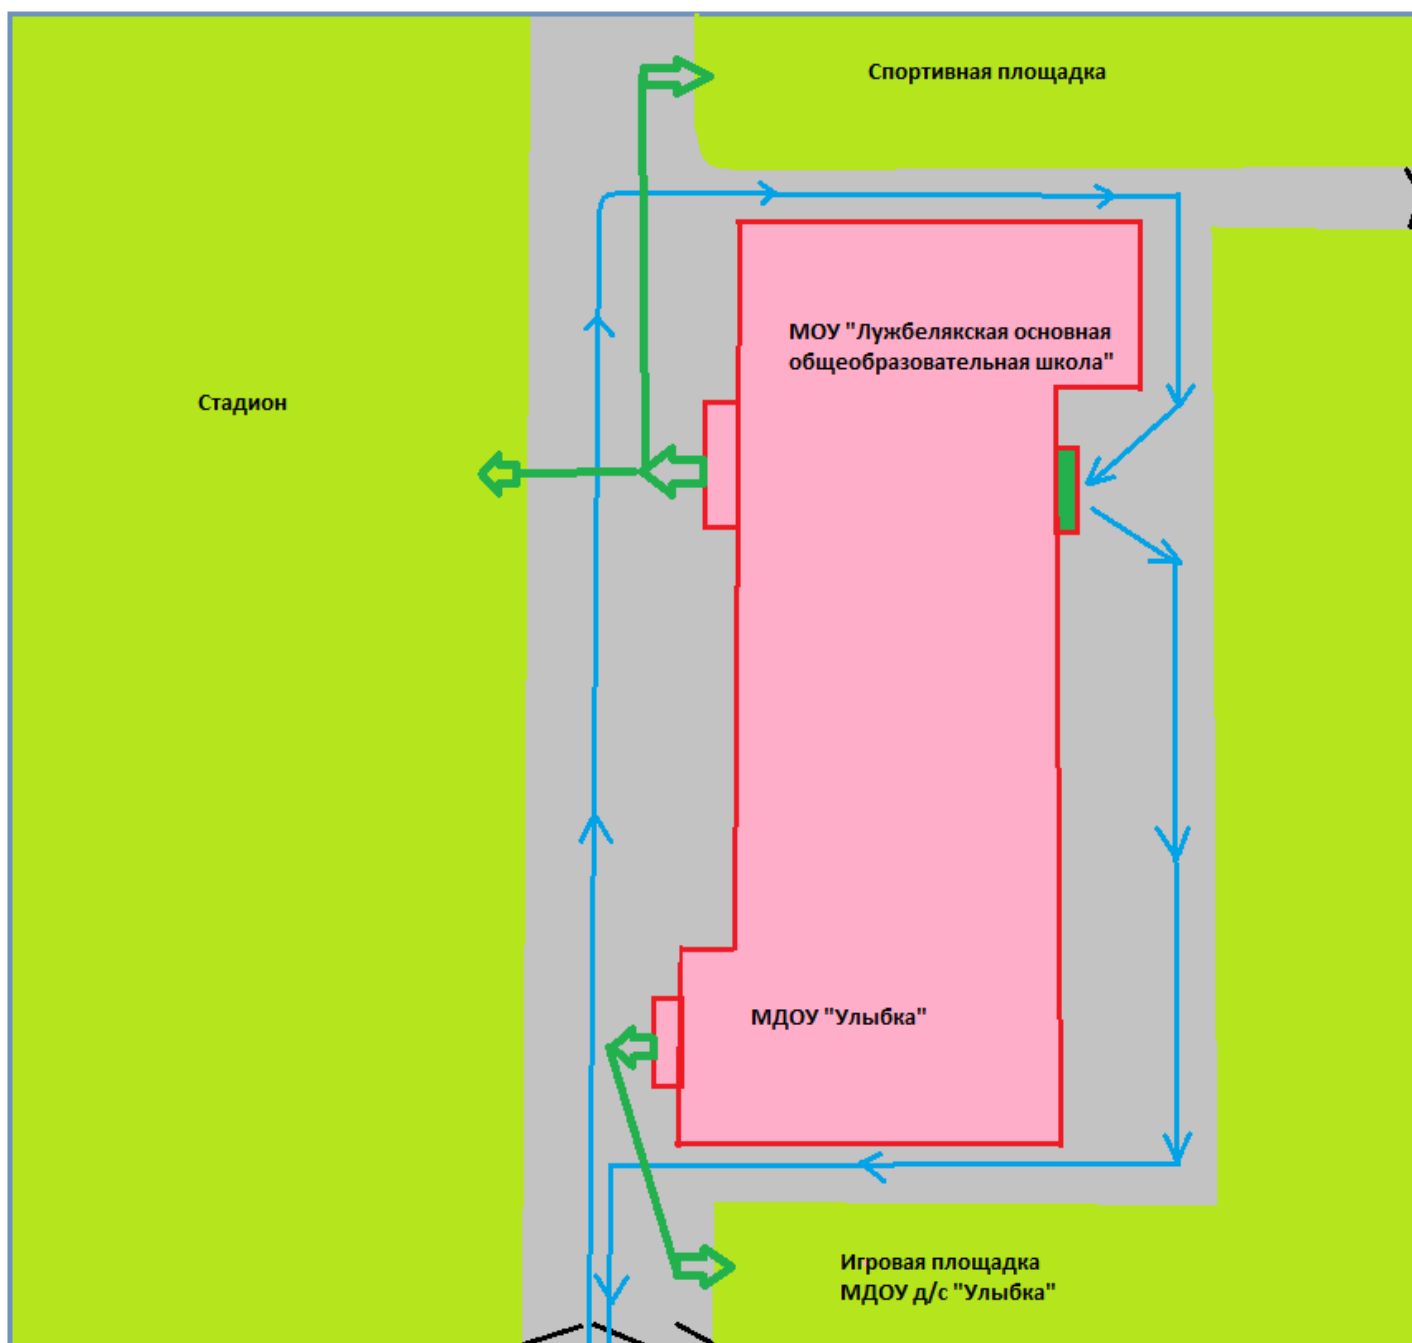 Спортивная площадка
МОУ "Лужбелякская основная
общеобразовательная школа"
Стадион
МДОУ "Улыбка"
Игровая площадка
МДОУ д/с "Улыбка"